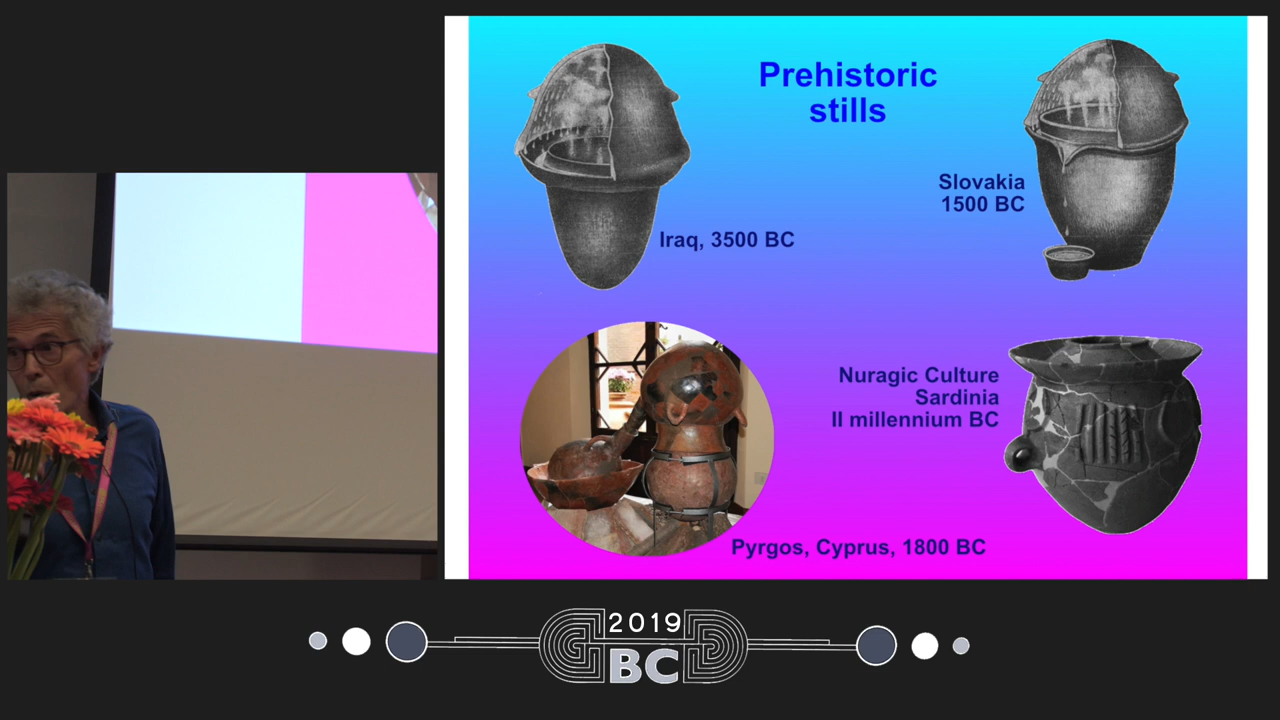 Prehistoric
stills
Slovakia
1500 BC
Iraq, 3500 BC
Nuragic Culture
Sardinia
II millennium BC
Pyrgos, Cyprus, 1800 BC
2019
BC